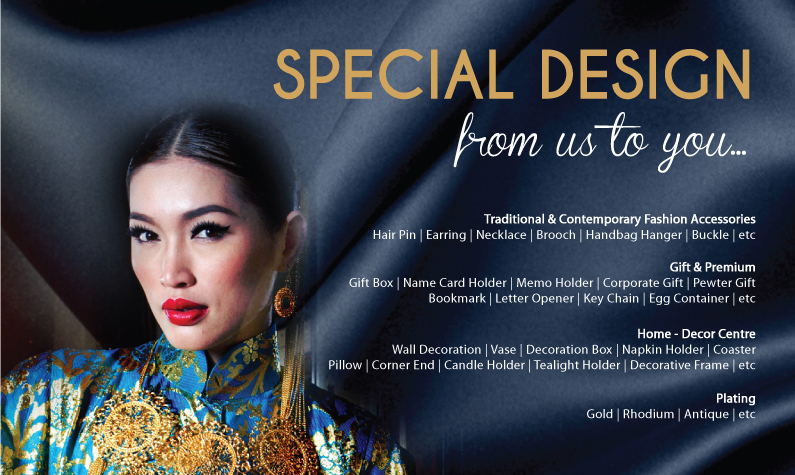 SPECIAL DESIGN
from us to you...
Traditional & Contemporary Fashion Accessories
Hair Pin | Earring | Necklace | Brooch | Handbag Hanger | Buckle | etc
Gift & Premium
Gift Box | Name Card Holder | Memo Holder | Corporate Gift | Pewter Gift
Bookmark | Letter Opener | Key Chain | Egg Container | etc
Home - Decor Centre
Wall Decoration | Vase | Decoration Box | Napkin Holder | Coaster
Pillow | Corner End | Candle Holder | Tealight Holder | Decorative Frame | etc
Plating
Gold | Rhodium | Antique | etc